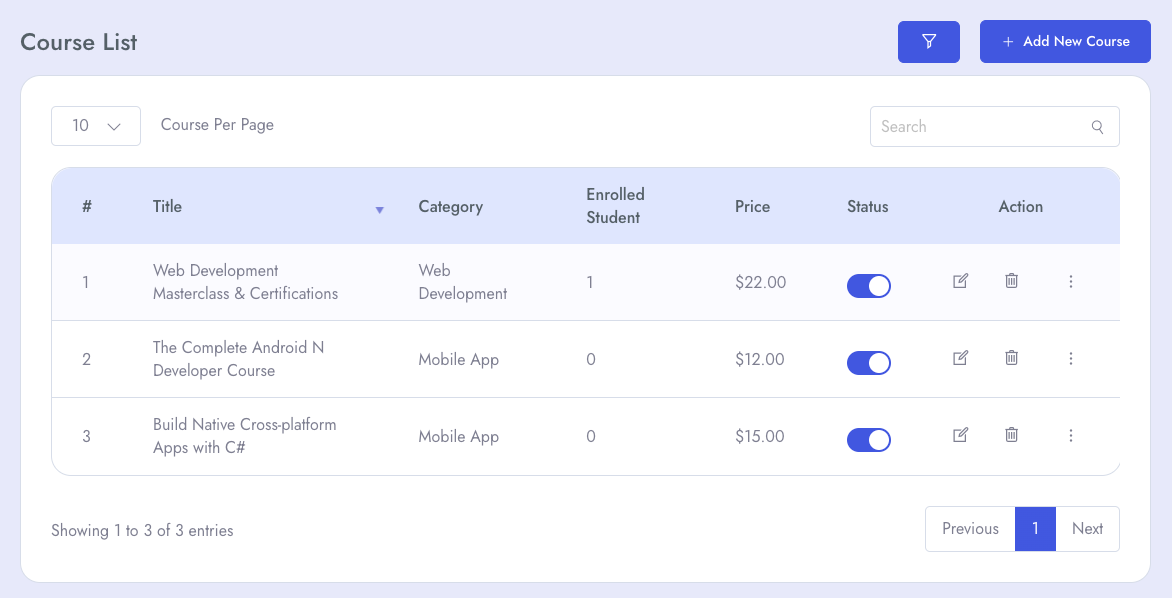 Course List
+ Add New Course
10
Course Per Page
Search
# Title Category Enrolled Student Price Status Action
1 Web Development Masterclass & Certifications Web Development 1 $22.00
2 The Complete Android N Developer Course Mobile App 0 $12.00
3 Build Native Cross-platform Apps with C# Mobile App 0 $15.00
Showing 1 to 3 of 3 entries
Previous 1 Next